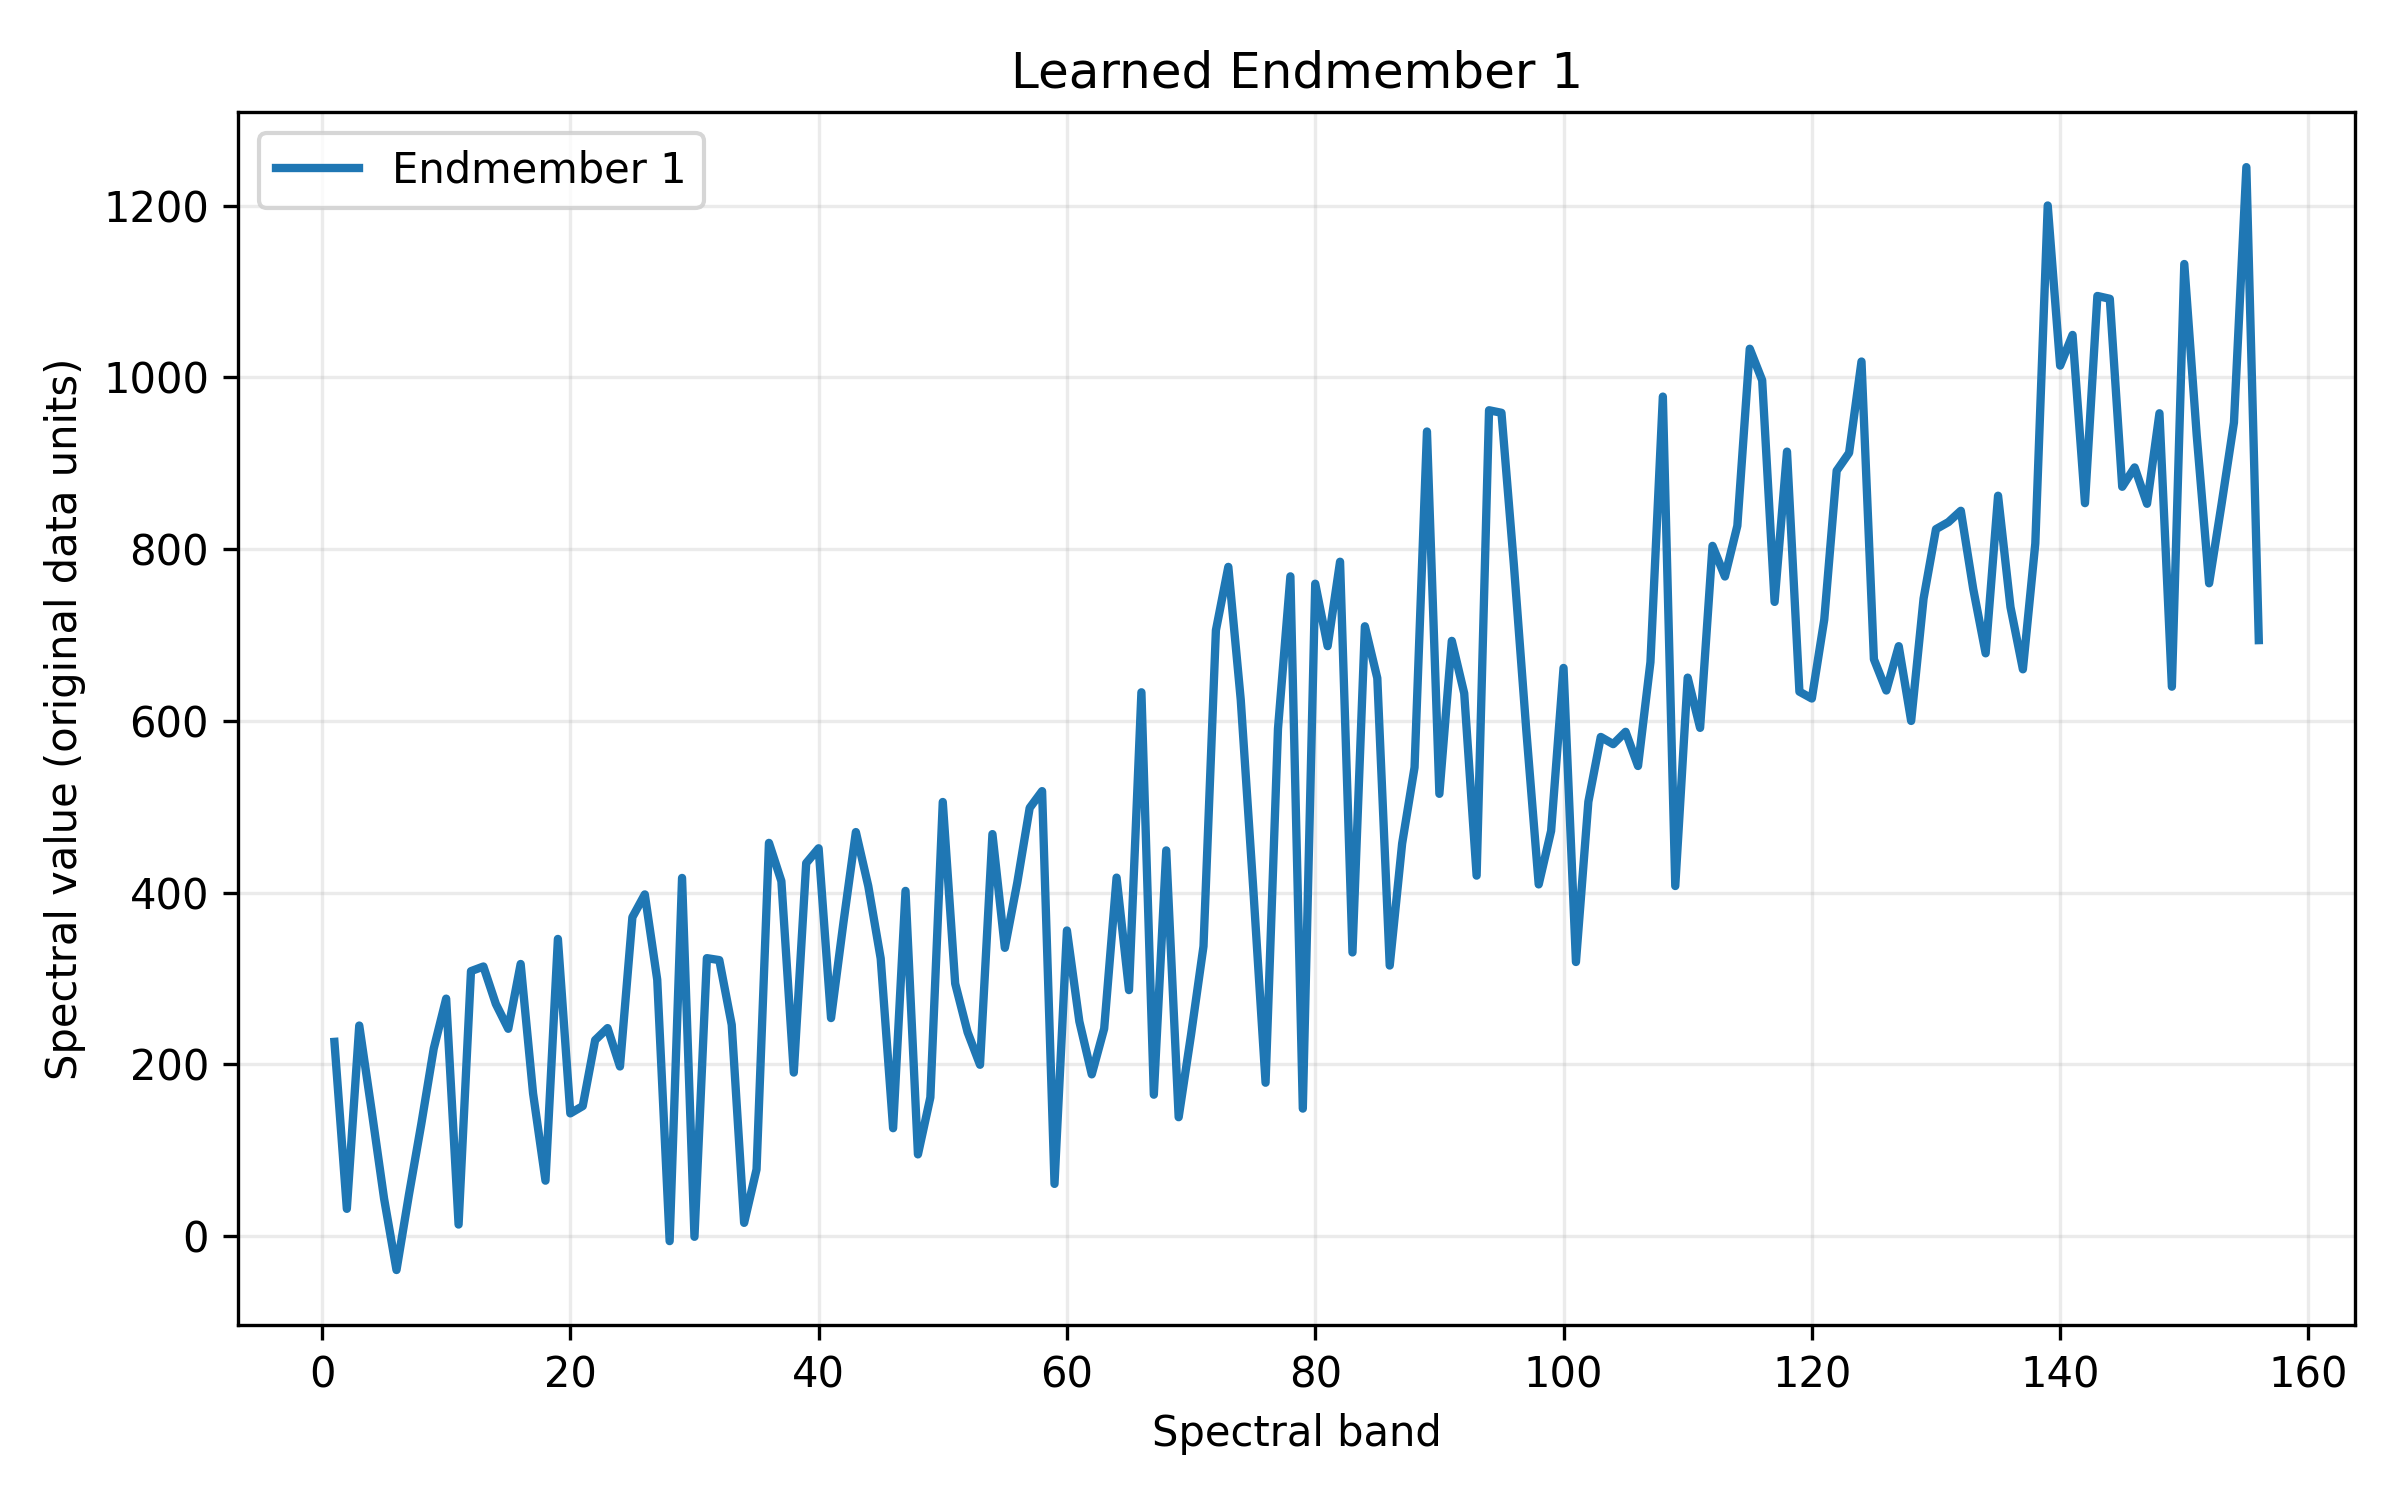 Learned Endmember 1
Endmember 1
Spectral value (original data units)
1200
1000
800
600
400
200
0
0 20 40 60 80 100 120 140 160
Spectral band